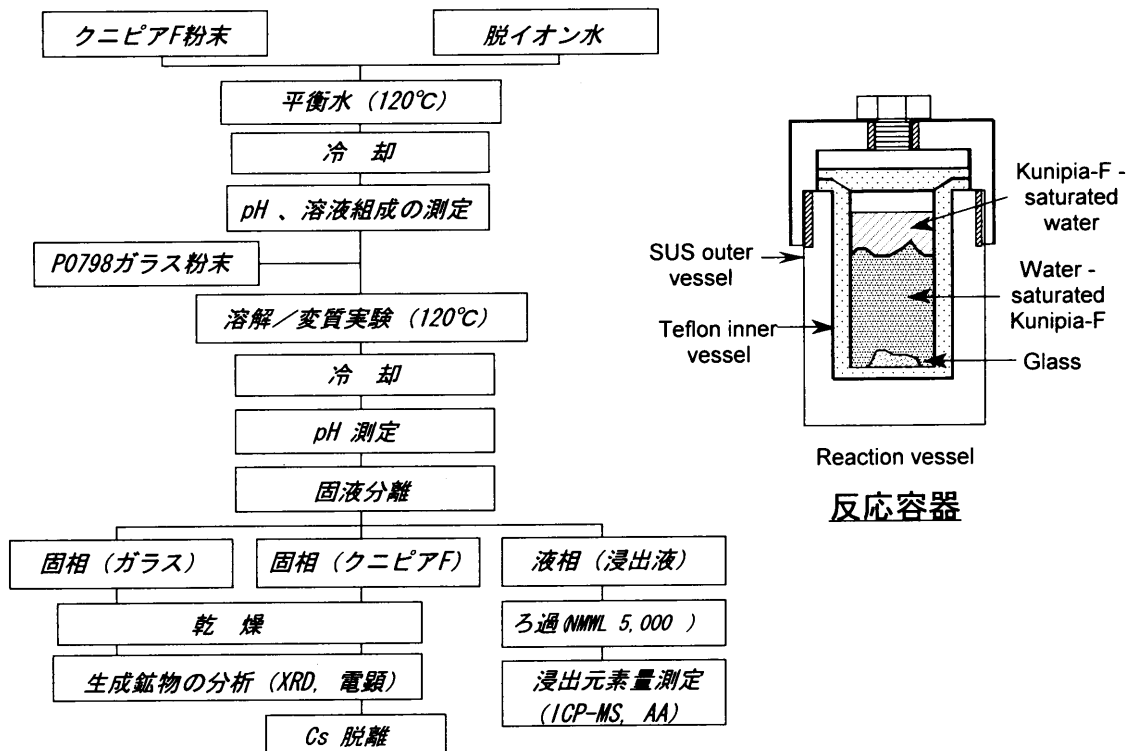 クニピアF粉末
脱イオン水
平衡水 (120℃)
冷 却
pH 、溶液組成の測定
P0798ガラス粉末
溶解／変質実験 (120℃)
冷 却
pH 測定
固液分離
固相 (ガラス)
固相 (クニピアF)
液相 (浸出液)
乾 燥
ろ過(NMWL 5,000 )
生成鉱物の分析 (XRD, 電顕)
浸出元素量測定
(ICP-MS, AA)
Cs 脱離
Kunipia-F -
saturated
water
SUS outer
vessel
Water -
saturated
Kunipia-F
Teflon inner
vessel
Glass
Reaction vessel
反応容器